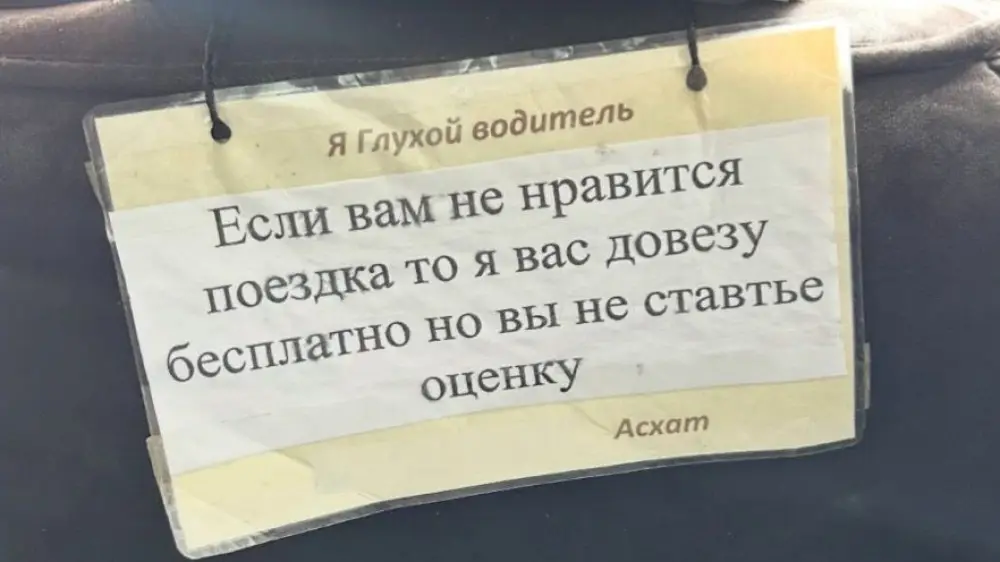 Я Глухой водитель
Если вам не нравится
поездка то я вас довезу
бесплатно но вы не ставтье
оценку
Асхат